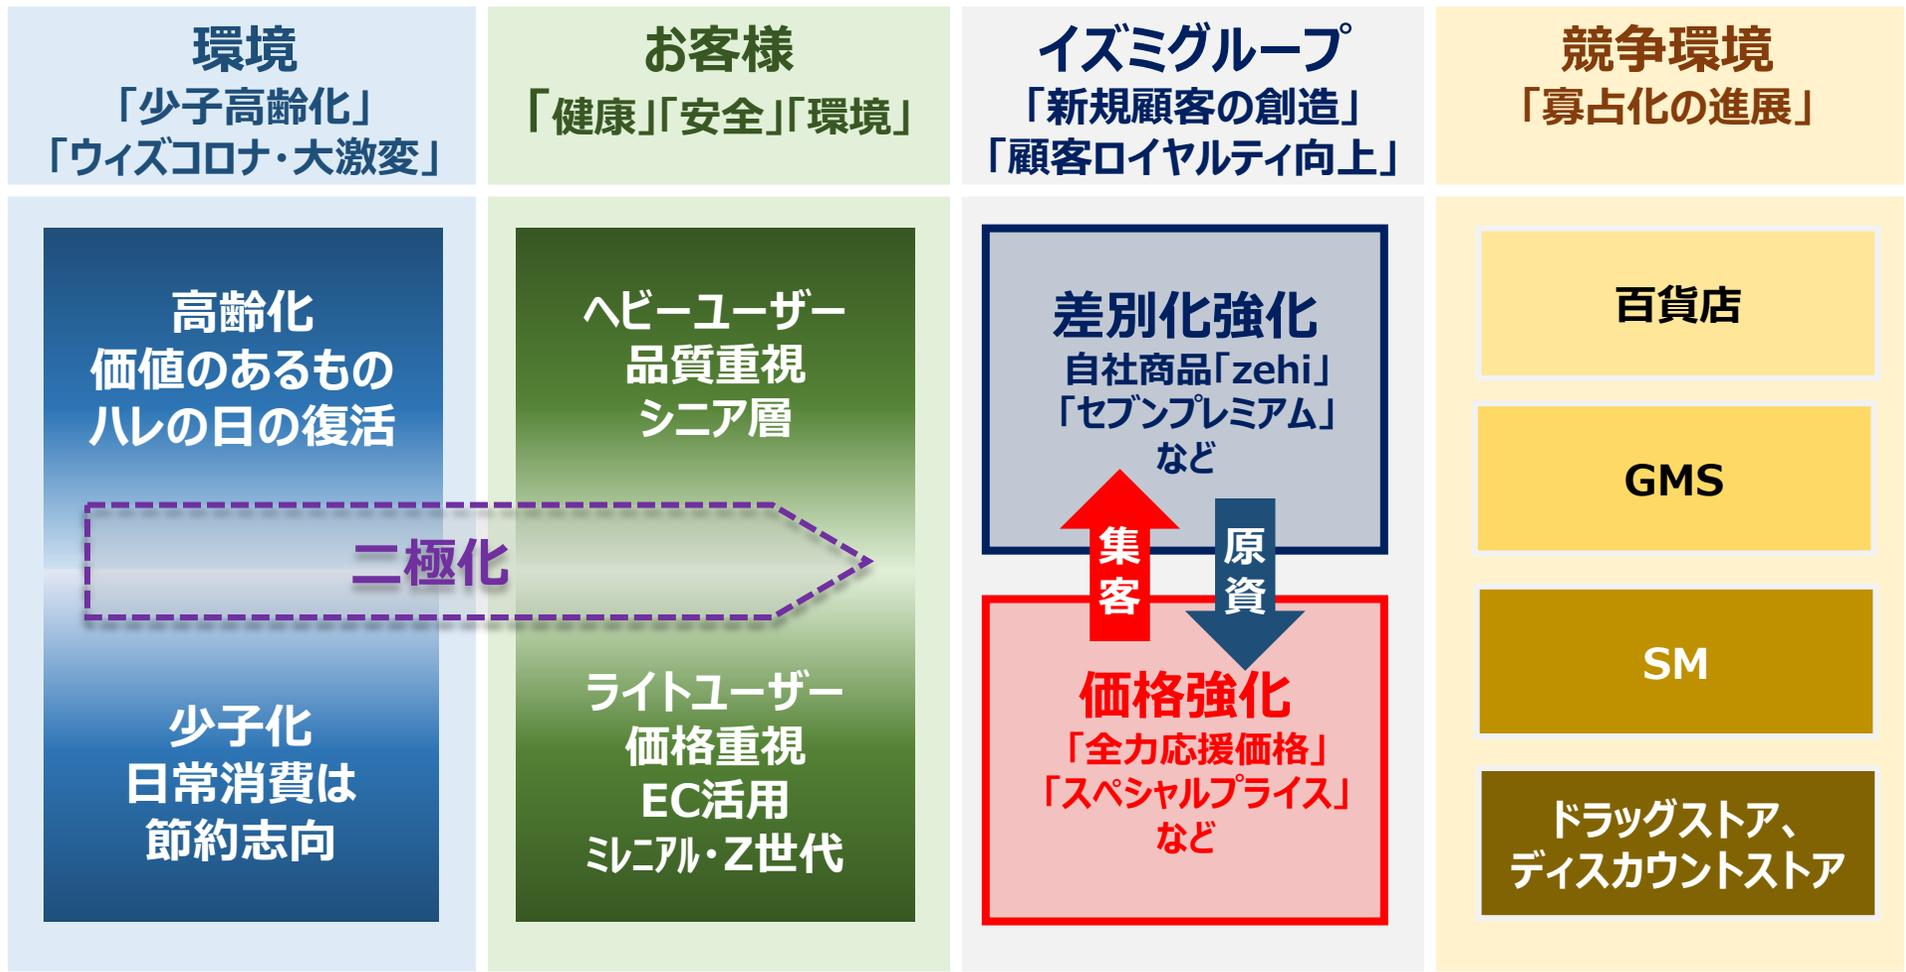 環境
「少子高齢化」
「ウィズコロナ・大激変」
お客様
「健康」「安全」「環境」
イズミグループ
「新規顧客の創造」
「顧客ロイヤルティ向上」
競争環境
「寡占化の進展」
高齢化
価値のあるもの
ハレの日の復活
二極化
少子化
日常消費は
節約志向
ヘビーユーザー
品質重視
シニア層
ライトユーザー
価格重視
EC活用
ミレニアル・Z世代
差別化強化
自社商品「zehi」
「セブンプレミアム」
など
集客
原資
価格強化
「全力応援価格」
「スペシャルプライス」
など
百貨店
GMS
SM
ドラッグストア、
ディスカウントストア